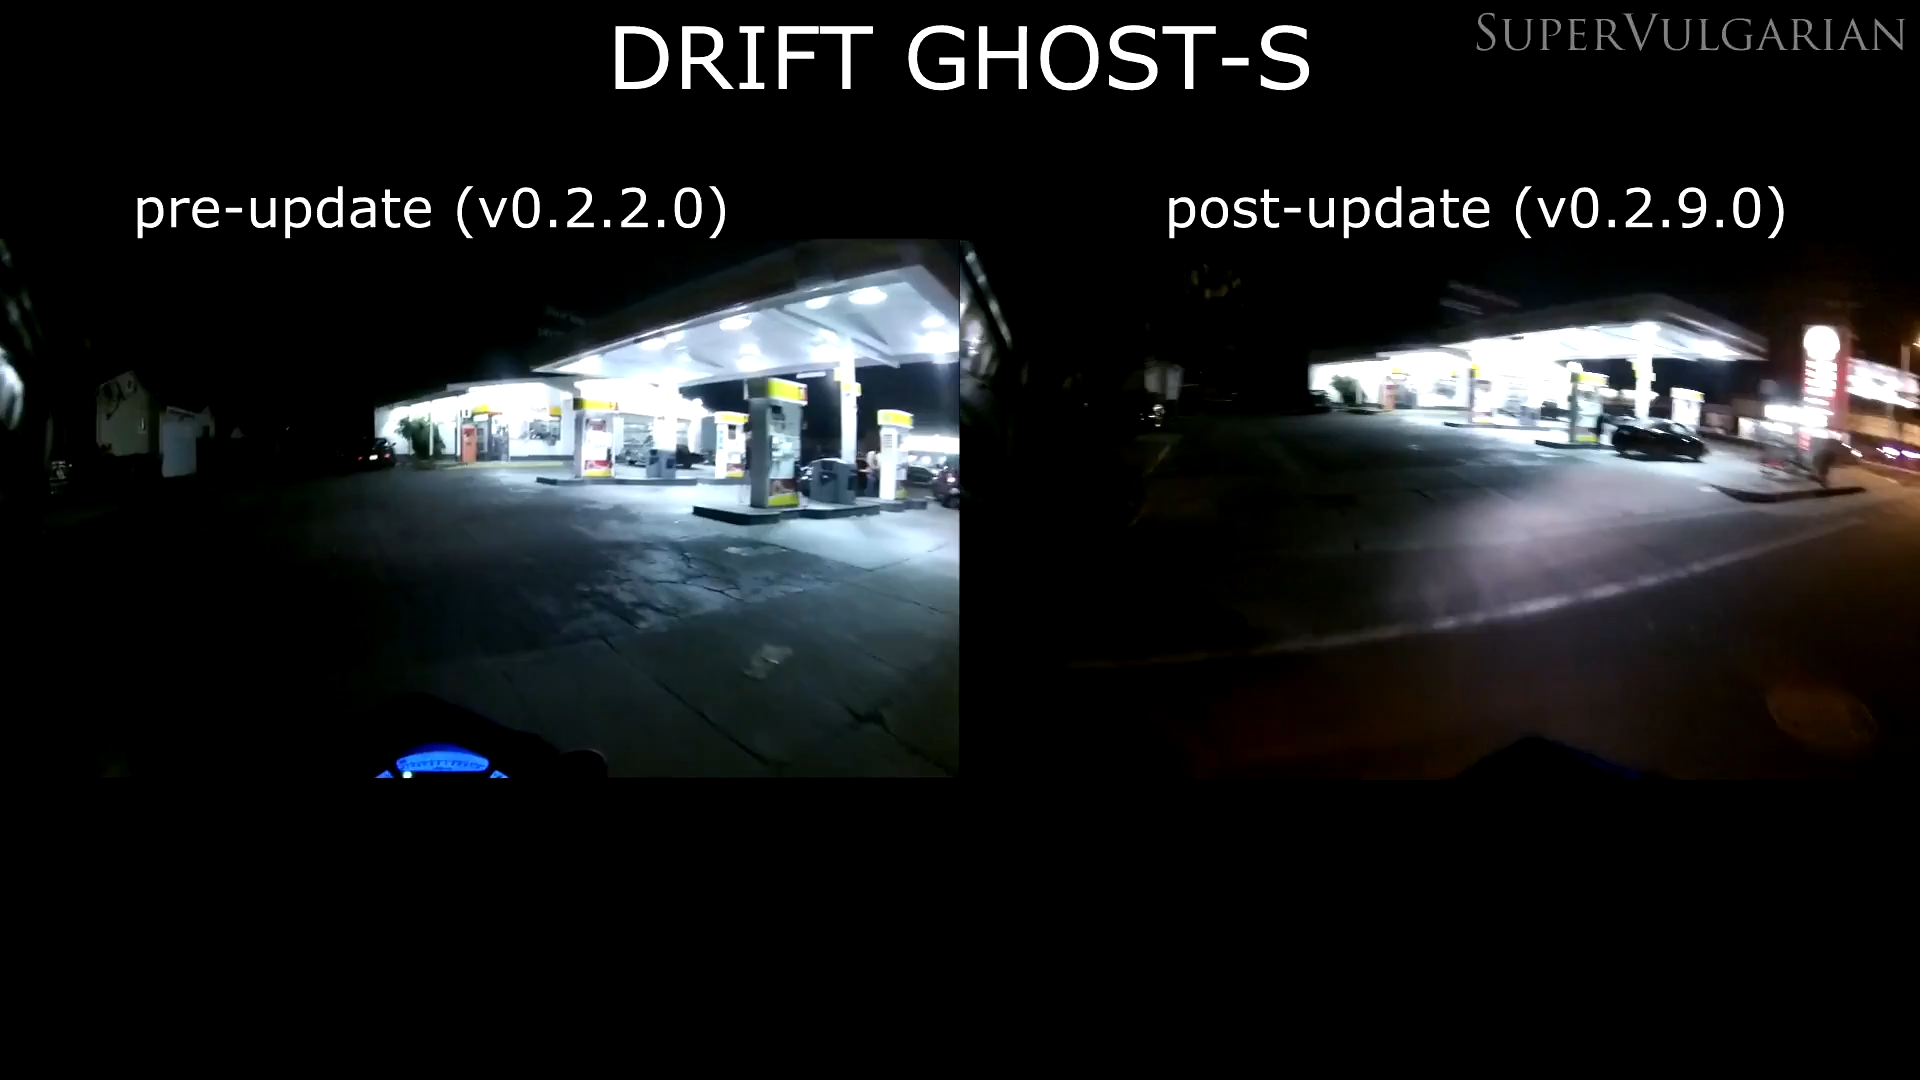 DRIFT GHOST-S
SUPERVULGARIAN
pre-update (v0.2.2.0)
post-update (v0.2.9.0)